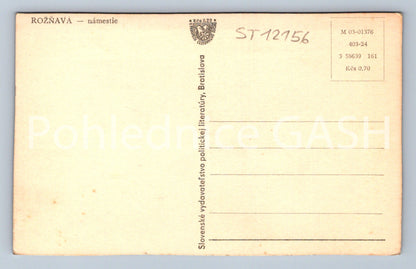 ROŽŇAVA — námestie
ST12156
M 03-01376
403-24
3 56639 161
Kčs 0,70
Slovenské vydavateľstvo politickej literatúry, Bratislava
Pohlednice GASH